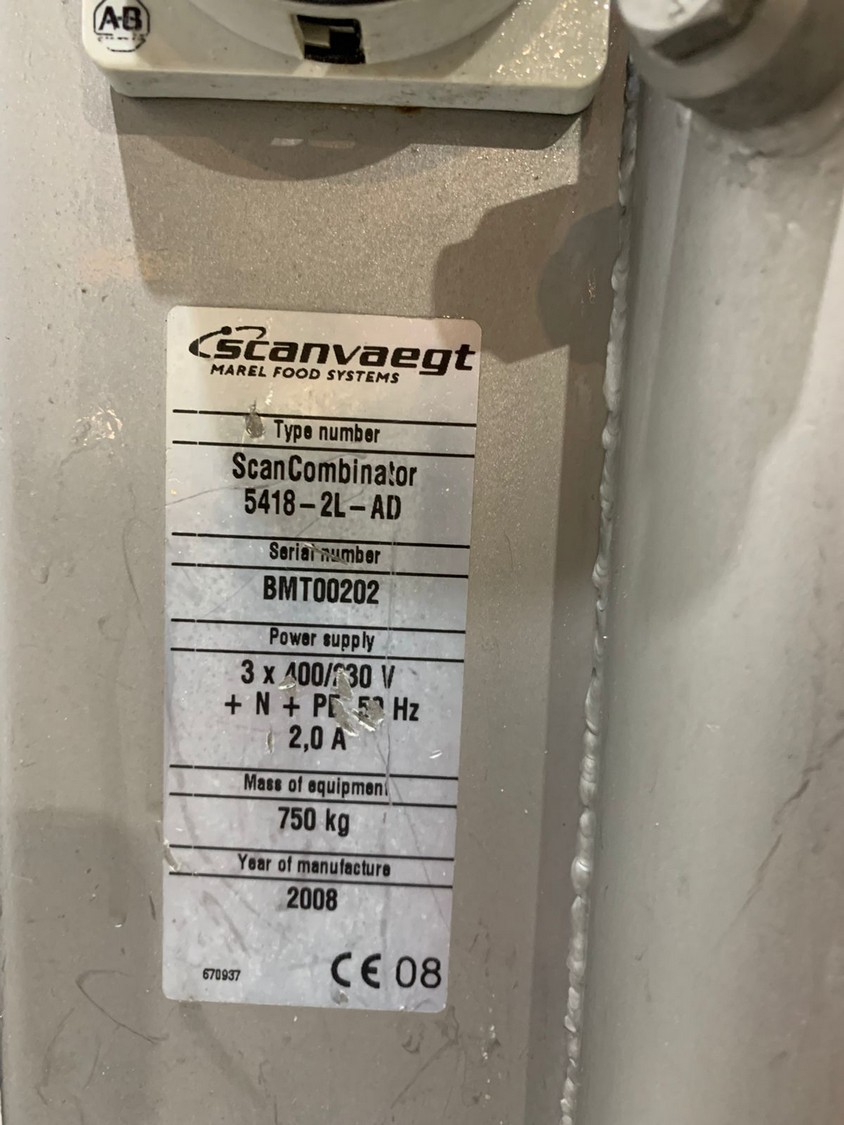 A-B
scanvaegt
MAREL FOOD SYSTEMS
Type number
ScanCombinator
5418-2L-AD
Serial number
BMT00202
Power supply
3 x 400/230 V
+ N + PE 50 Hz
2,0 A
Mass of equipment
750 kg
Year of manufacture
2008
670937
CE 08